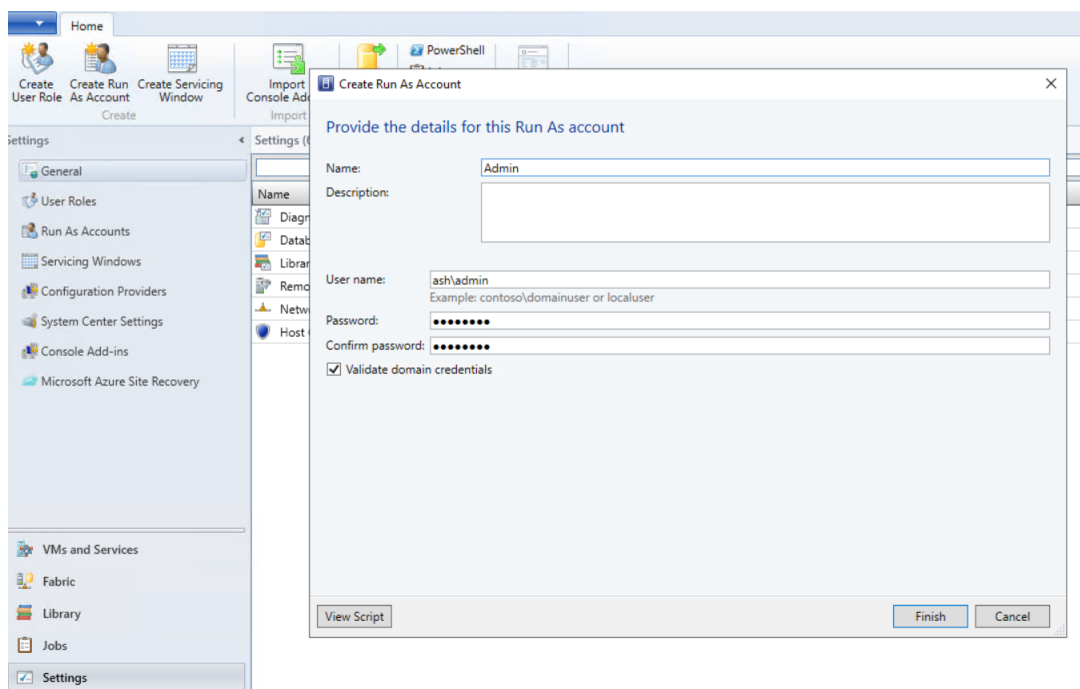 Home
PowerShell
Create User Role
Create Run As Account
Create Servicing Window
Import
Create
Import
Create Run As Account
Provide the details for this Run As account
Name:
Admin
Description:
User name:
ash\admin
Example: contoso\domainuser or localuser
Password:
Confirm password:
Validate domain credentials
View Script
Finish
Cancel
Settings
General
User Roles
Run As Accounts
Servicing Windows
Configuration Providers
System Center Settings
Console Add-ins
Microsoft Azure Site Recovery
VMs and Services
Fabric
Library
Jobs
Settings
Settings
Name
Host